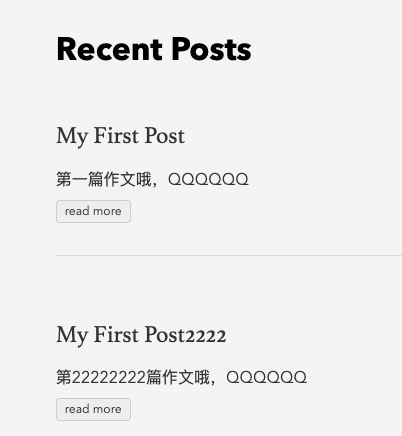 Recent Posts
My First Post
第一篇作文哦，QQQQQQ
read more
My First Post2222
第22222222篇作文哦，QQQQQQ
read more